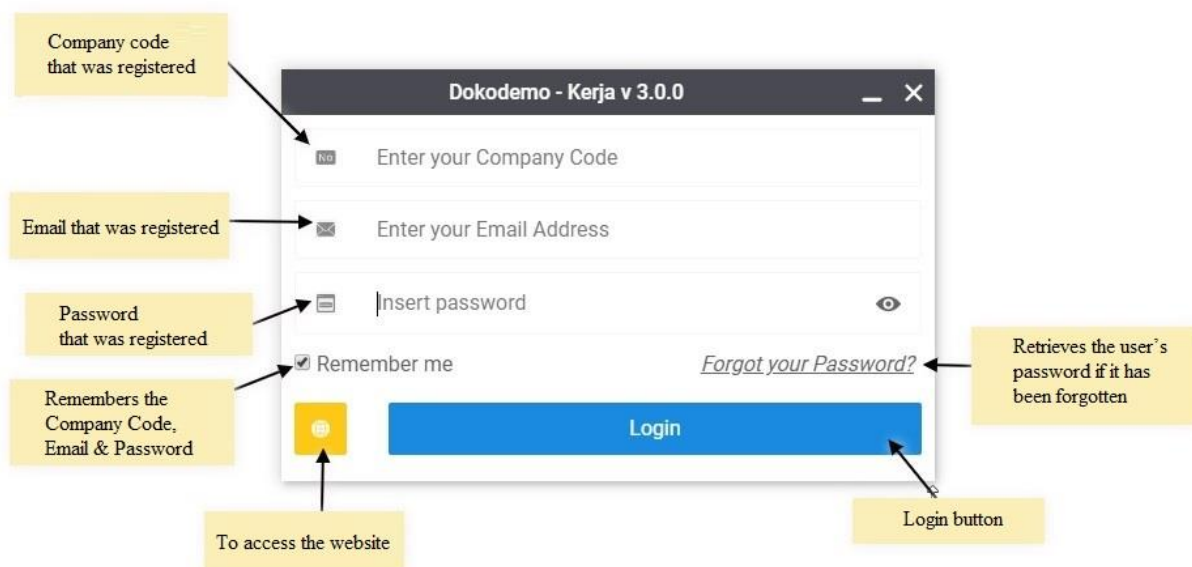 Company code
that was registered
Dokodemo - Kerja v 3.0.0
No
Enter your Company Code
Email that was registered
Enter your Email Address
Password
that was registered
Insert password
Remember me
Forgot your Password?
Retrieves the user’s
password if it has
been forgotten
Remembers the
Company Code,
Email & Password
Login
To access the website
Login button